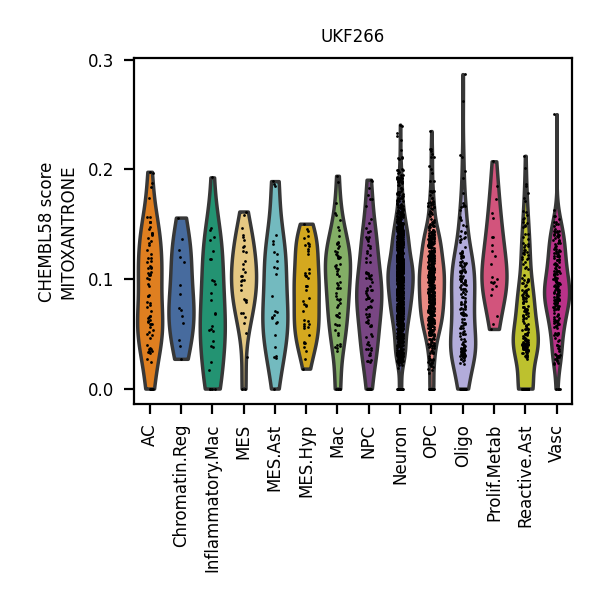 UKF266
CHEMBL58 score
MITOXANTRONE
0.3
0.2
0.1
0.0
AC
Chromatin.Reg
Inflammatory.Mac
MES
MES.Ast
MES.Hyp
Mac
NPC
Neuron
OPC
Oligo
Prolif.Metab
Reactive.Ast
Vasc